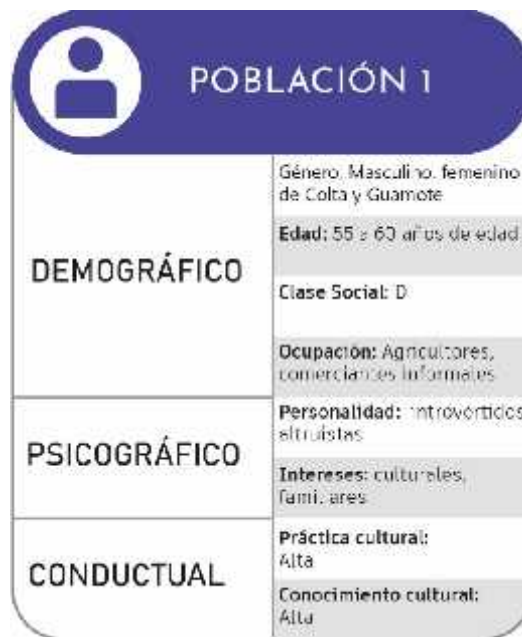 POBLACIÓN 1
DEMOGRÁFICO
Género, Masculino, femenino
de Colta y Guamote
Edad: 55 a 60 años de edad
Clase Social: D
Ocupación: Agricultores,
comerciantes informales
PSICOGRÁFICO
Personalidad: introvertidos
altruistas
Intereses: culturales,
familiares
CONDUCTUAL
Práctica cultural:
Alta
Conocimiento cultural:
Alta